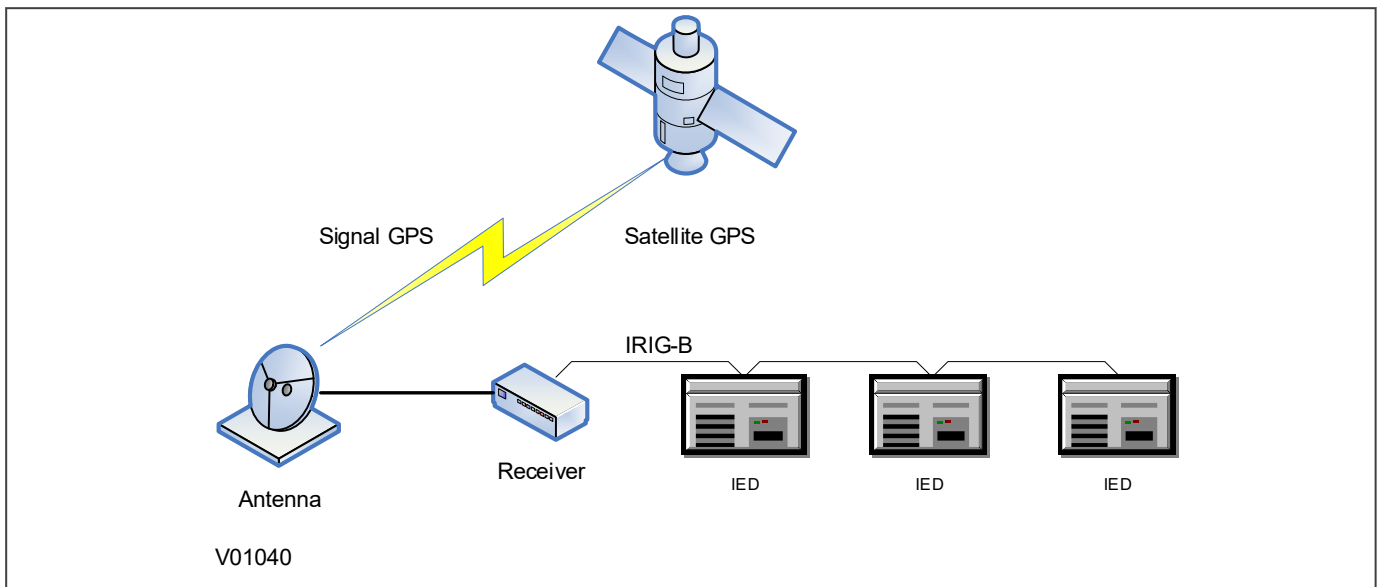 Signal GPS
Satellite GPS
IRIG-B
Receiver
IED
IED
IED
Antenna
V01040